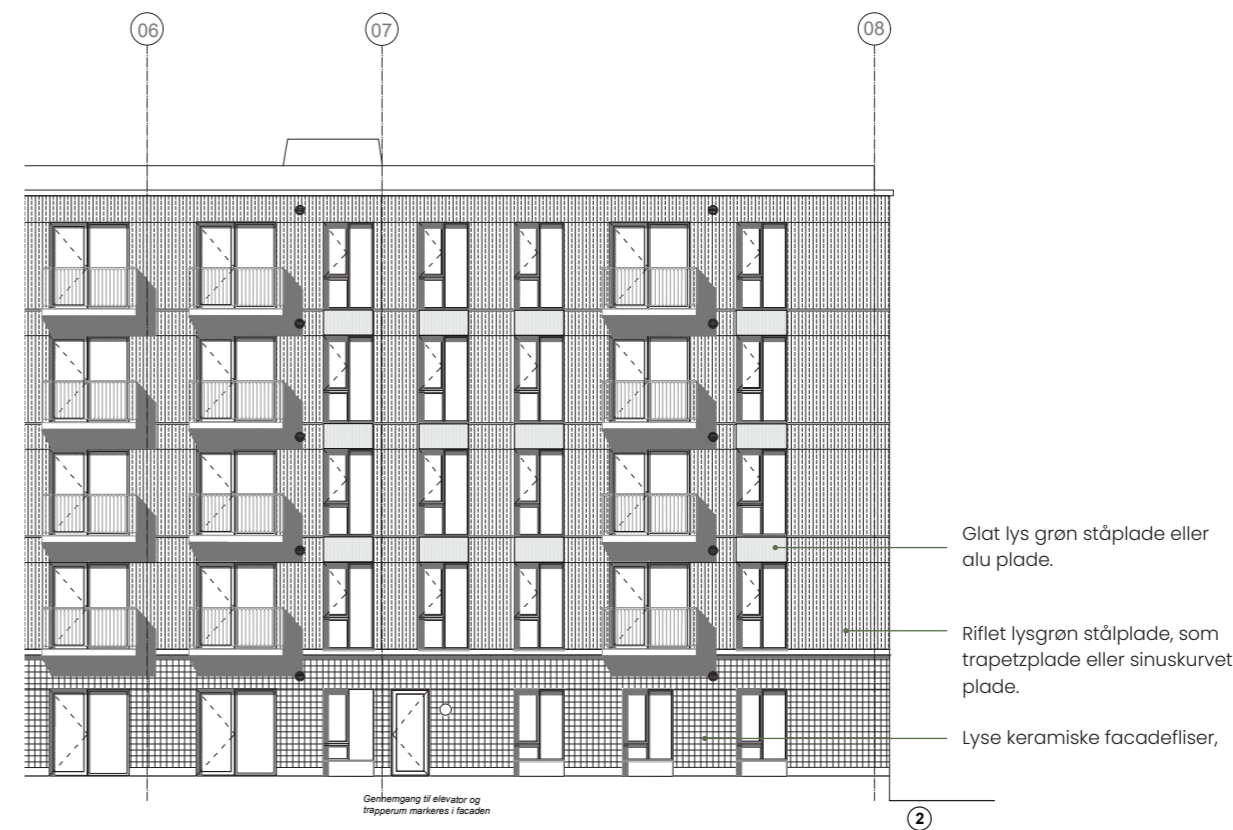 06
07
08
Glat lys grøn ståplade eller
alu plade.
Riflet lysgrøn stålplade, som
trapetzplade eller sinuskurvet
plade.
Lyse keramiske facadefliser,
Gennemgang til elevator og
trapperum markeres i facaden
2